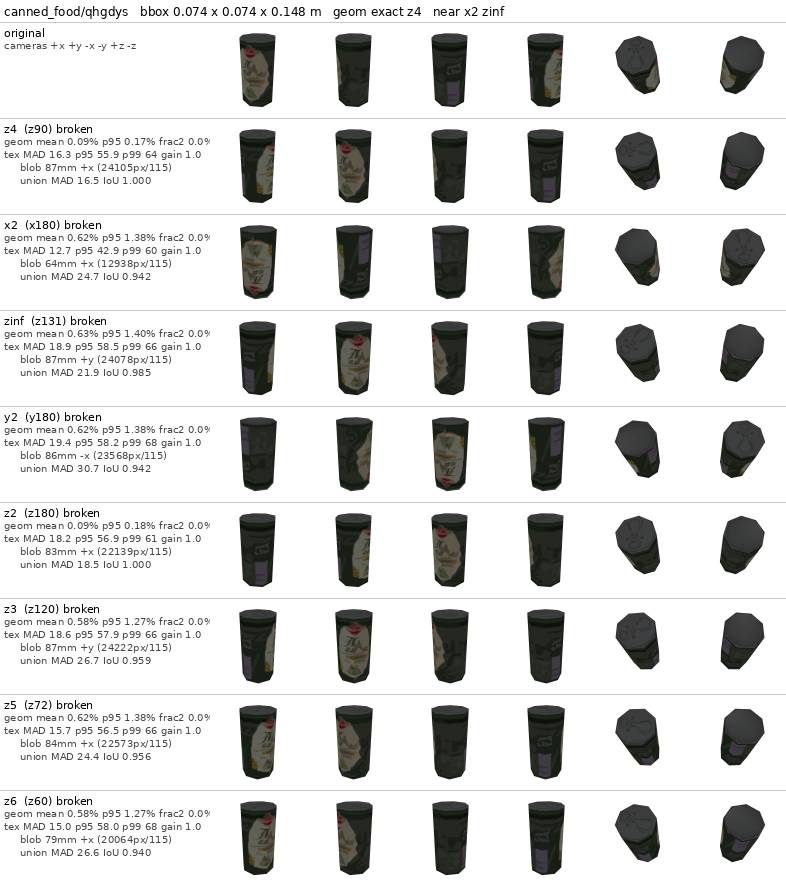 canned_food/qhgdys bbox 0.074 x 0.074 x 0.148 m geom exact z4 near x2 zinf
original
cameras +x +y -x -y +z -z
z4 (z90) broken
geom mean 0.09% p95 0.17% frac2 0.0%
tex MAD 16.3 p95 55.9 p99 64 gain 1.0
blob 87mm +x (24105px/115)
union MAD 16.5 IoU 1.000
x2 (x180) broken
geom mean 0.62% p95 1.38% frac2 0.0%
tex MAD 12.7 p95 42.9 p99 60 gain 1.0
blob 64mm +x (12938px/115)
union MAD 24.7 IoU 0.942
zinf (z131) broken
geom mean 0.63% p95 1.40% frac2 0.0%
tex MAD 18.9 p95 58.5 p99 66 gain 1.0
blob 87mm +y (24078px/115)
union MAD 21.9 IoU 0.985
y2 (y180) broken
geom mean 0.62% p95 1.38% frac2 0.0%
tex MAD 19.4 p95 58.2 p99 68 gain 1.0
blob 86mm -x (23568px/115)
union MAD 30.7 IoU 0.942
z2 (z180) broken
geom mean 0.09% p95 0.18% frac2 0.0%
tex MAD 18.2 p95 56.9 p99 61 gain 1.0
blob 83mm +x (22139px/115)
union MAD 18.5 IoU 1.000
z3 (z120) broken
geom mean 0.58% p95 1.27% frac2 0.0%
tex MAD 18.6 p95 57.9 p99 66 gain 1.0
blob 87mm +y (24222px/115)
union MAD 26.7 IoU 0.959
z5 (z72) broken
geom mean 0.62% p95 1.38% frac2 0.0%
tex MAD 15.7 p95 56.5 p99 66 gain 1.0
blob 84mm +x (22573px/115)
union MAD 24.4 IoU 0.956
z6 (z60) broken
geom mean 0.58% p95 1.27% frac2 0.0%
tex MAD 15.0 p95 58.0 p99 68 gain 1.0
blob 79mm +x (20064px/115)
union MAD 26.6 IoU 0.940